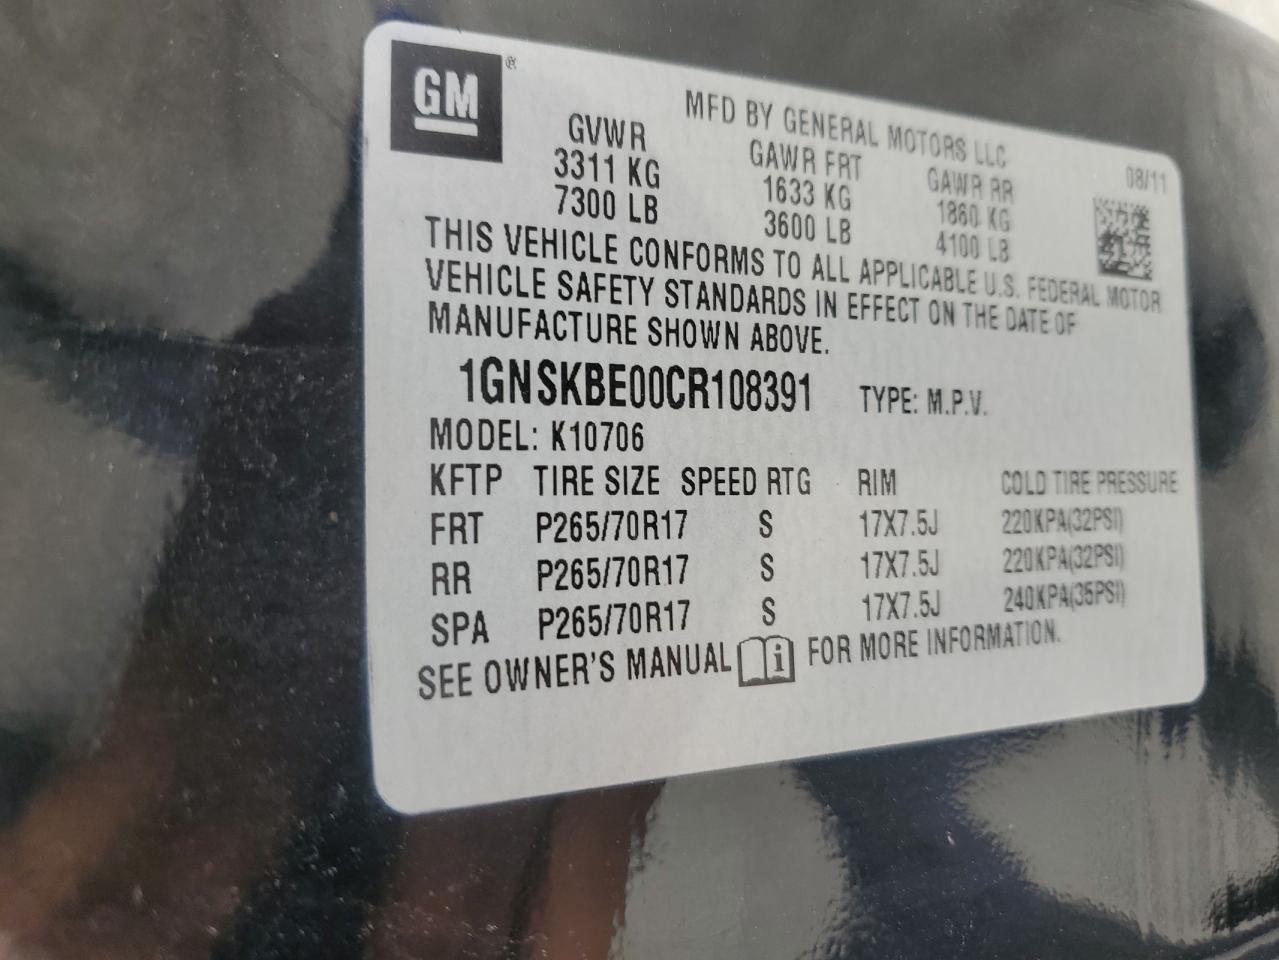 GM®
MFD BY GENERAL MOTORS LLC
08/11
GVWR GAWR FRT GAWR RR
3311 KG 1633 KG 1860 KG
7300 LB 3600 LB 4100 LB
THIS VEHICLE CONFORMS TO ALL APPLICABLE U.S. FEDERAL MOTOR
VEHICLE SAFETY STANDARDS IN EFFECT ON THE DATE OF
MANUFACTURE SHOWN ABOVE.
1GNSKBE00CR108391 TYPE: M.P.V.
MODEL: K10706
KFTP TIRE SIZE SPEED RTG RIM COLD TIRE PRESSURE
FRT P265/70R17 S 17X7.5J 220KPA(32PSI)
RR P265/70R17 S 17X7.5J 220KPA(32PSI)
SPA P265/70R17 S 17X7.5J 240KPA(35PSI)
SEE OWNER'S MANUAL i FOR MORE INFORMATION.